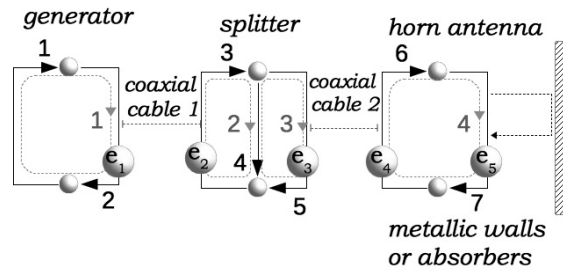 generator
splitter
horn antenna
1
3
6
coaxial
cable 1
coaxial
cable 2
1
2
3
4
e1
e2
4
e3
e4
e5
2
5
7
metallic walls
or absorbers